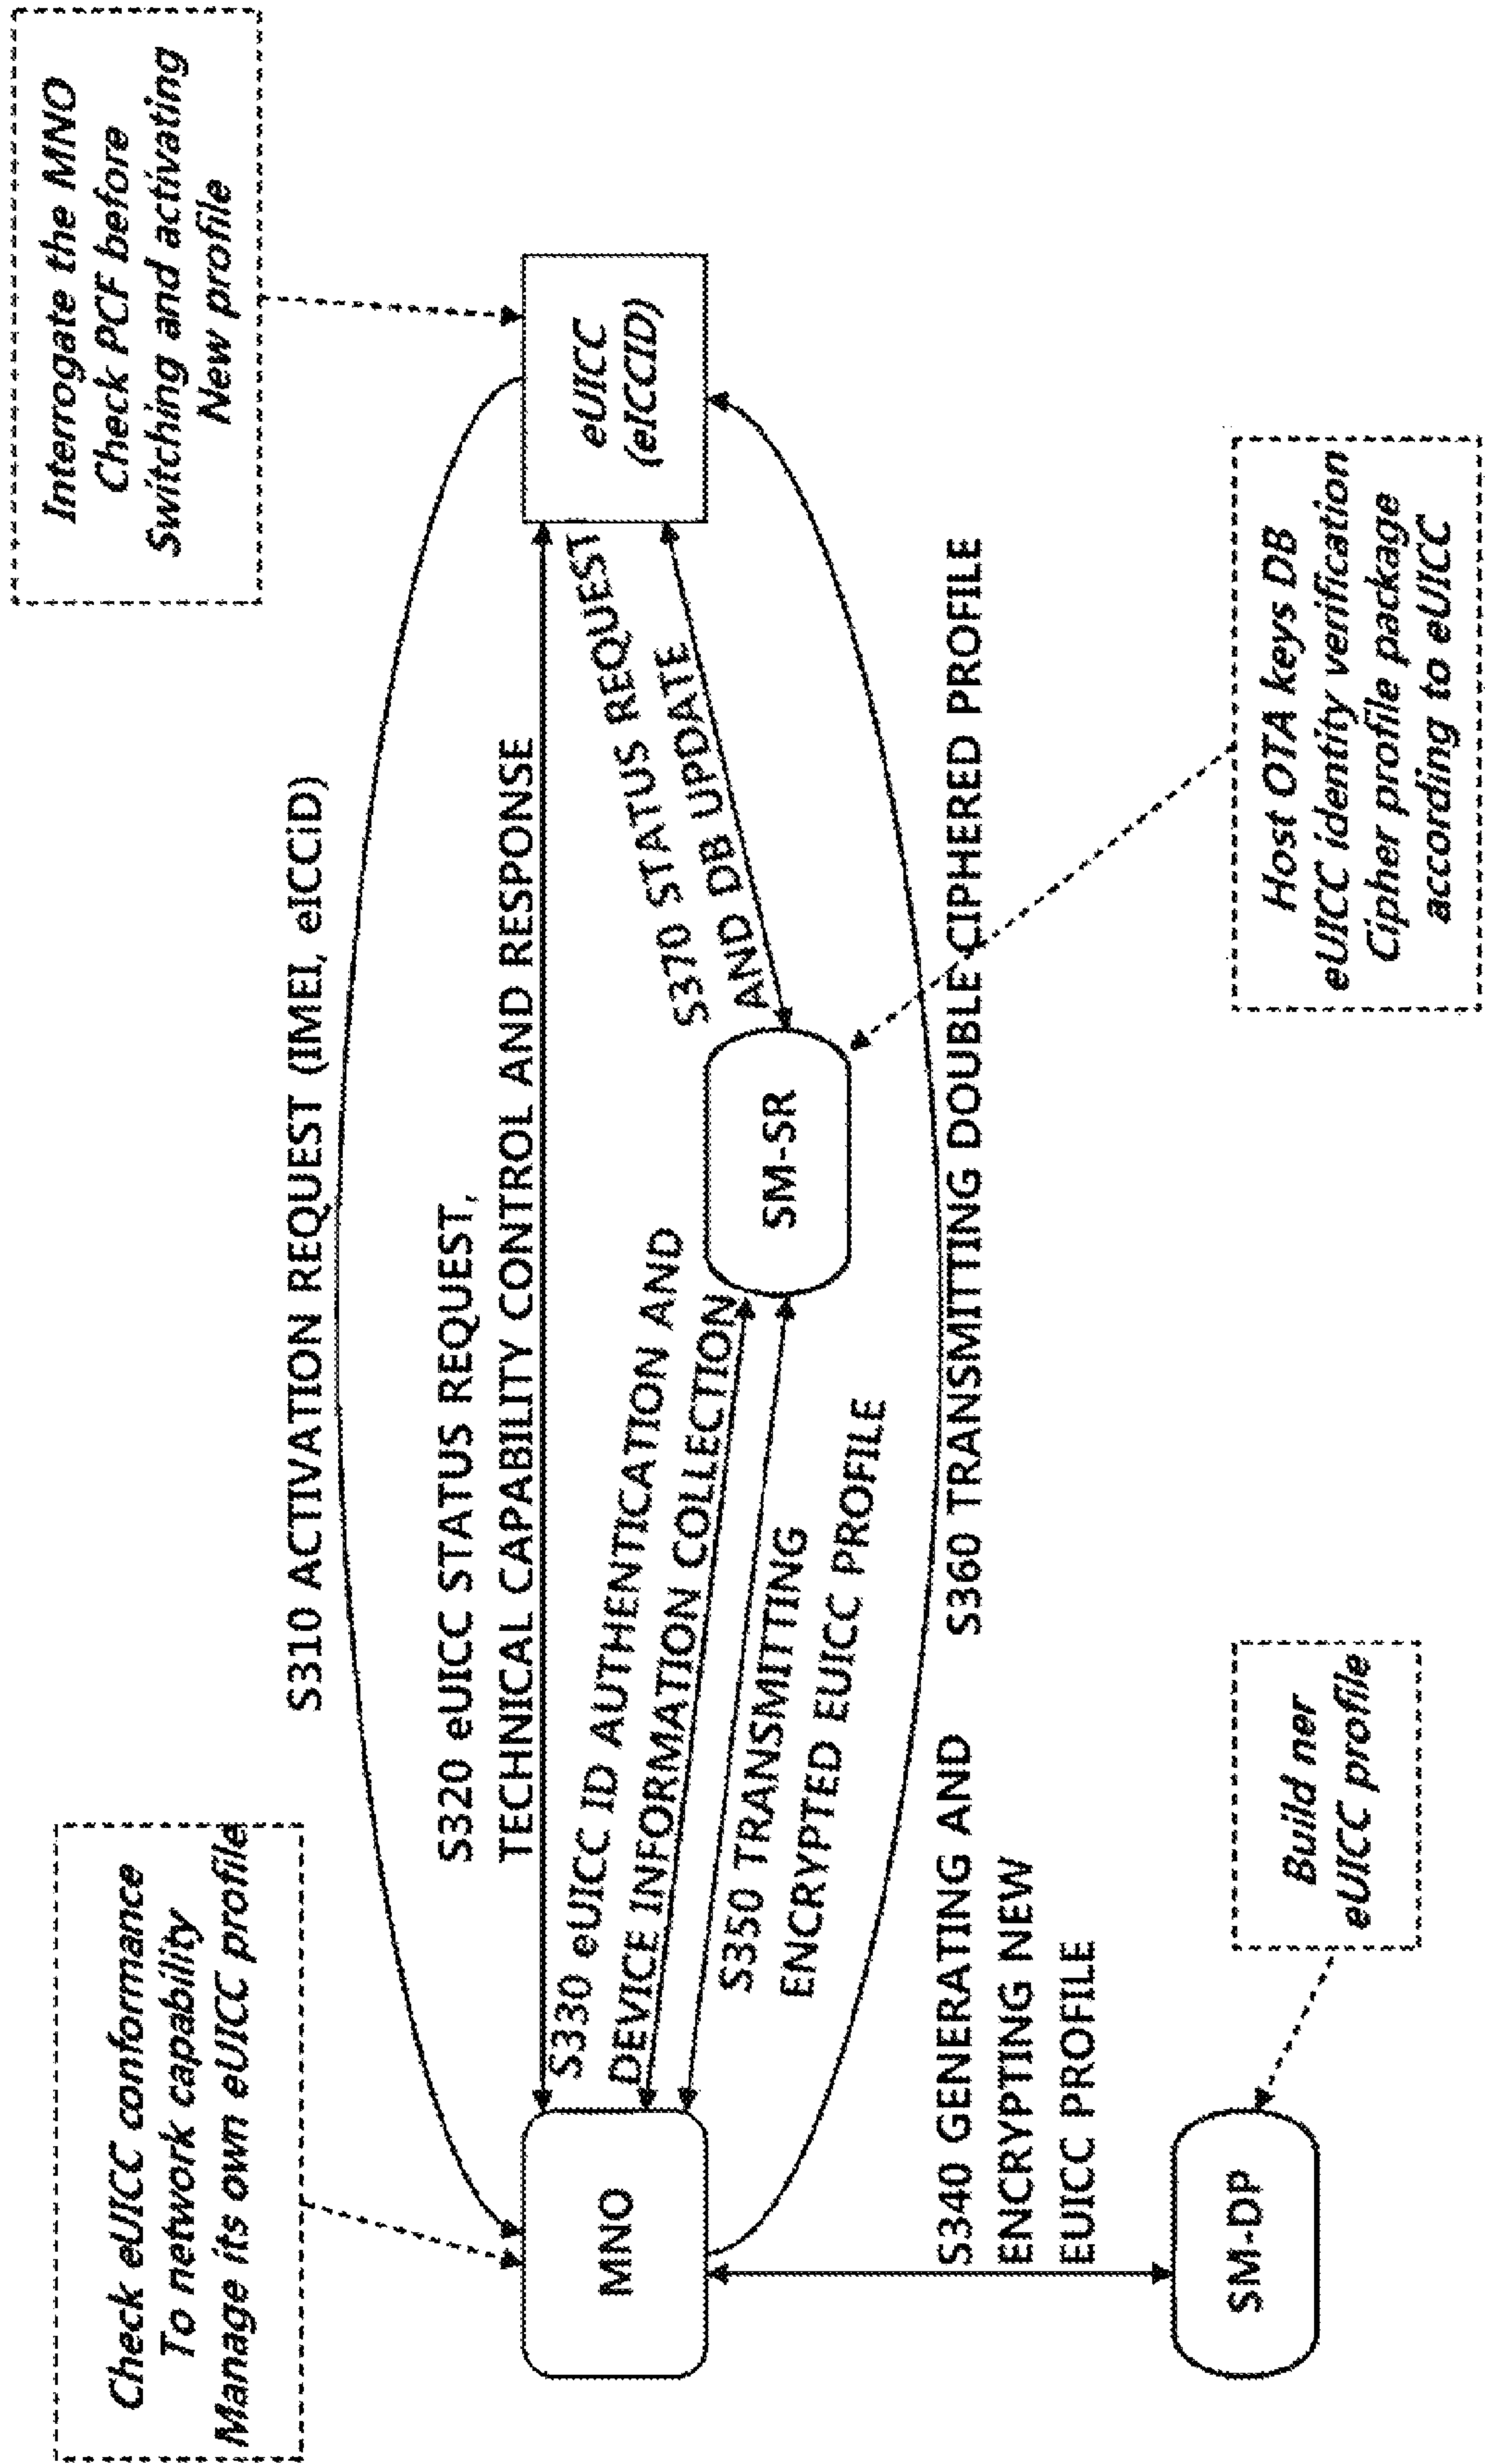 Check eUICC conformance
To network capability
Manage its own eUICC profile
Interrogate the MNO
Check PCF before
Switching and activating
New profile
S310 ACTIVATION REQUEST (IMEI, eICCiD)
S320 eUICC STATUS REQUEST,
TECHNICAL CAPABILITY CONTROL AND RESPONSE
MNO
eUICC
(eICCID)
S330 eUICC ID AUTHENTICATION AND
DEVICE INFORMATION COLLECTION
S370 STATUS REQUEST
AND DB UPDATE
SM-SR
S350 TRANSMITTING
ENCRYPTED EUICC PROFILE
S340 GENERATING AND
ENCRYPTING NEW
EUICC PROFILE
S360 TRANSMITTING DOUBLE CIPHERED PROFILE
SM-DP
Build ner
eUICC profile
Host OTA keys DB
eUICC identity verification
Cipher profile package
according to eUICC